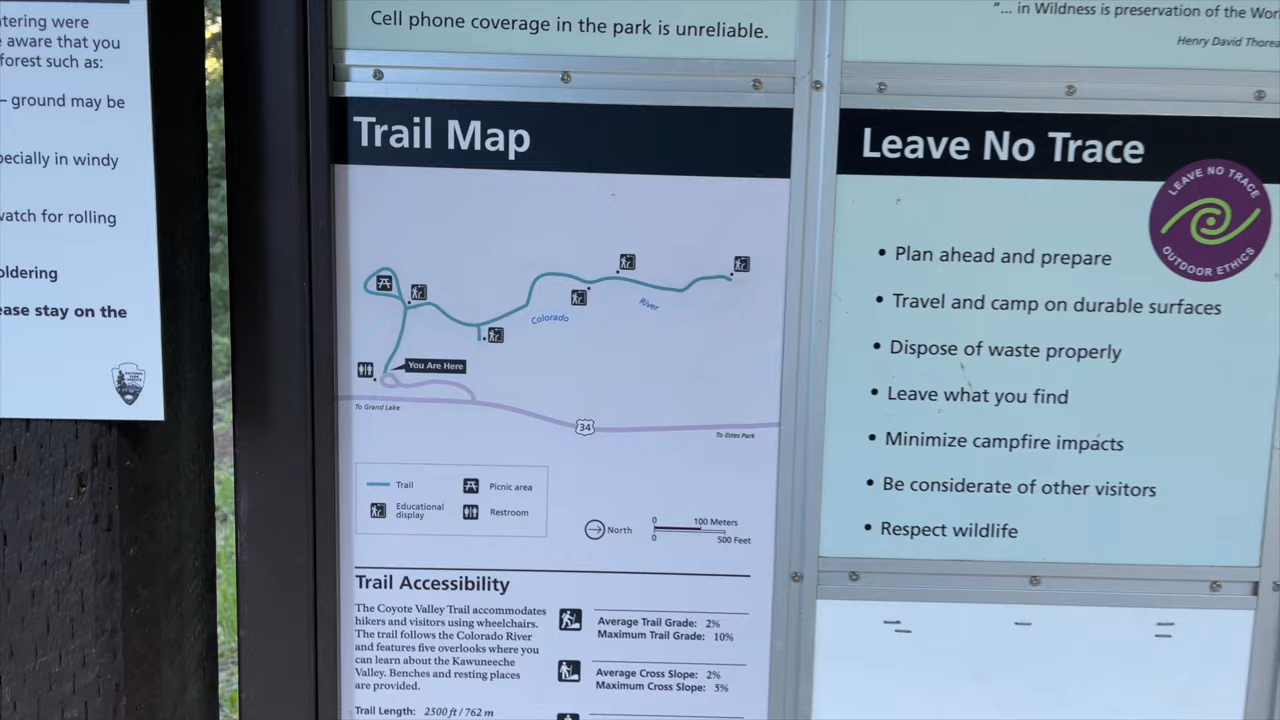 tering were
aware that you
forest such as:
– ground may be
pecially in windy
watch for rolling
oldering
ease stay on the
Cell phone coverage in the park is unreliable.
"... in Wildness is preservation of the Wor
Henry David Thorea
Trail Map
Colorado
River
You Are Here
To Grand Lake
34
To Estes Park
Trail
Picnic area
Educational
display
Restroom
North
0 100 Meters
0 500 Feet
Trail Accessibility
The Coyote Valley Trail accommodates
hikers and visitors using wheelchairs.
The trail follows the Colorado River
and features five overlooks where you
can learn about the Kawuneeche
Valley. Benches and resting places
are provided.
Trail Length: 2500 ft / 762 m
Average Trail Grade: 2%
Maximum Trail Grade: 10%
Average Cross Slope: 2%
Maximum Cross Slope: 5%
Leave No Trace
LEAVE NO TRACE
OUTDOOR ETHICS
• Plan ahead and prepare
• Travel and camp on durable surfaces
• Dispose of waste properly
• Leave what you find
• Minimize campfire impacts
• Be considerate of other visitors
• Respect wildlife